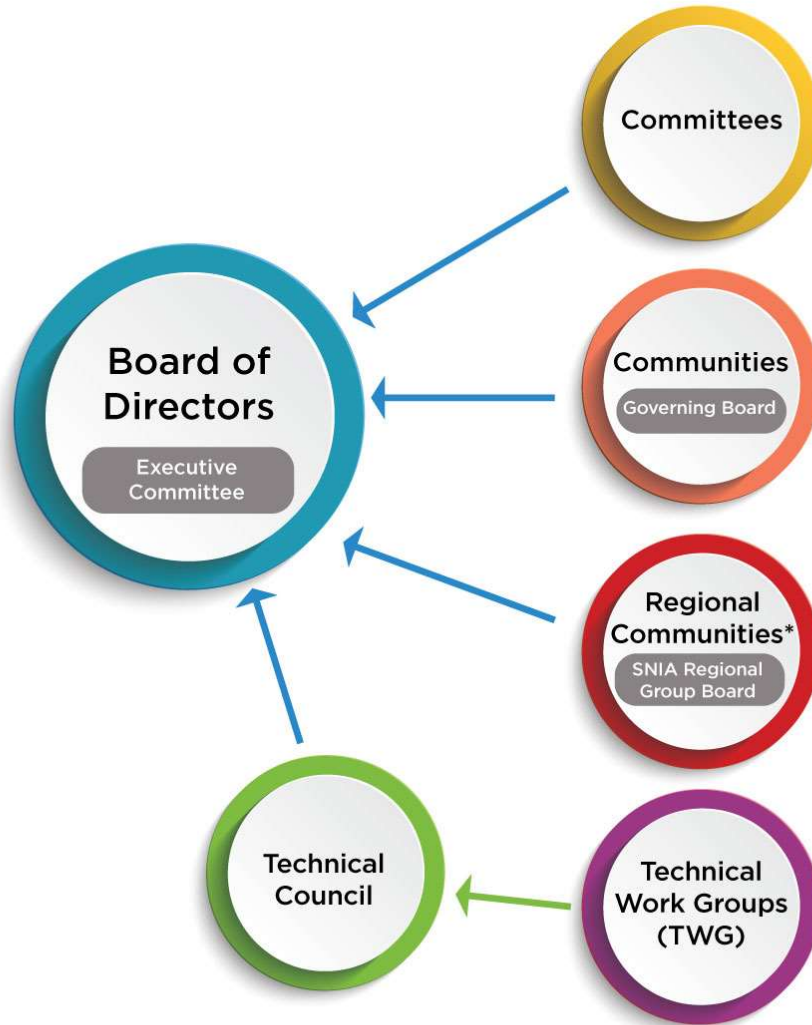 Committees
Board of
Directors
Executive
Committee
Communities
Governing Board
Regional
Communities*
SNIA Regional
Group Board
Technical
Council
Technical
Work Groups
(TWG)